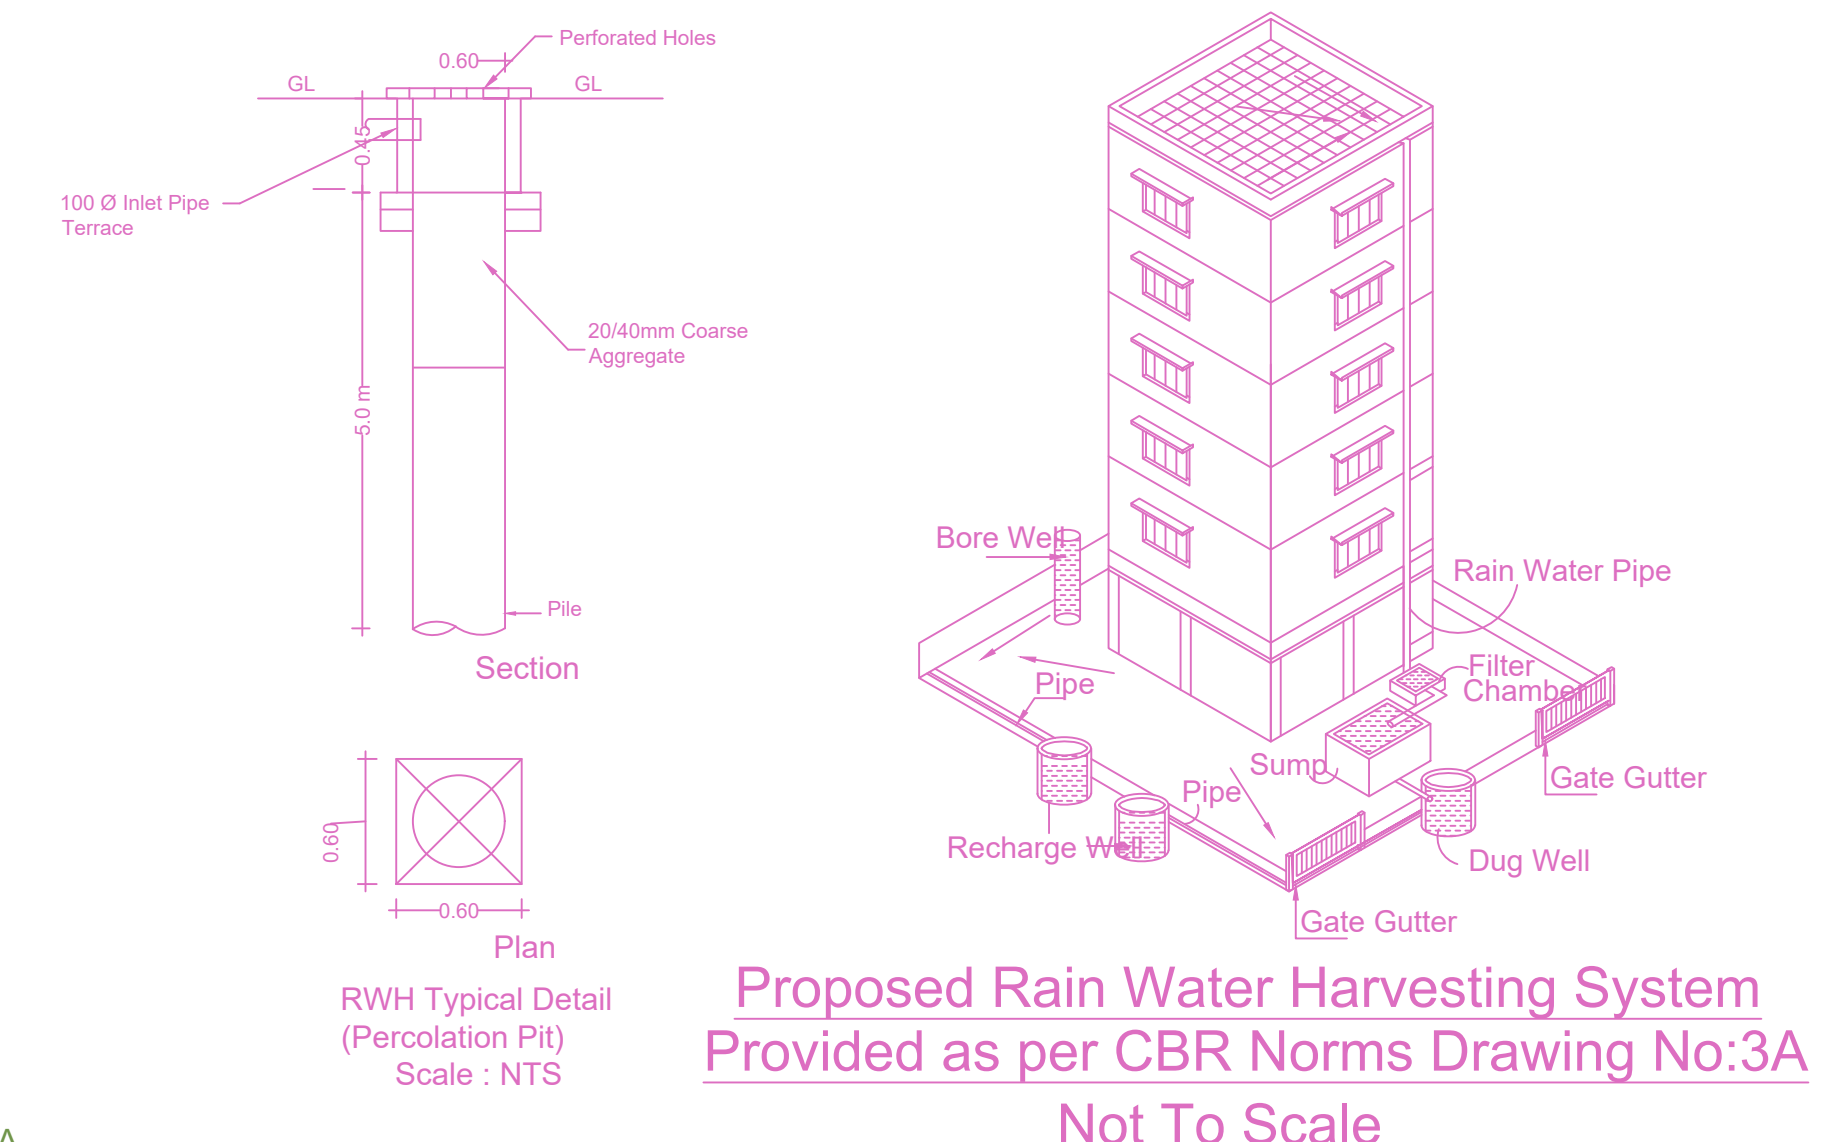 Perforated Holes
0.60
GL
GL
0.45
100 Ø Inlet Pipe
Terrace
20/40mm Coarse
Aggregate
5.0 m
Pile
Section
0.60
0.60
Plan
RWH Typical Detail
(Percolation Pit)
Scale : NTS
Bore Well
Rain Water Pipe
Filter
Chamber
Pipe
Sump
Gate Gutter
Pipe
Recharge Well
Dug Well
Gate Gutter
Proposed Rain Water Harvesting System
Provided as per CBR Norms Drawing No:3A
Not To Scale